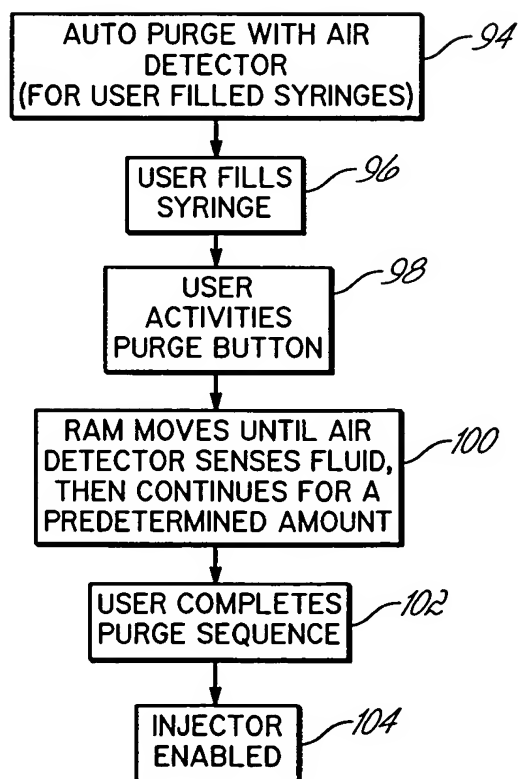 AUTO PURGE WITH AIR
DETECTOR
(FOR USER FILLED SYRINGES)
94
USER FILLS
SYRINGE
96
USER
ACTIVITIES
PURGE BUTTON
98
RAM MOVES UNTIL AIR
DETECTOR SENSES FLUID,
THEN CONTINUES FOR A
PREDETERMINED AMOUNT
100
USER COMPLETES
PURGE SEQUENCE
102
INJECTOR
ENABLED
104